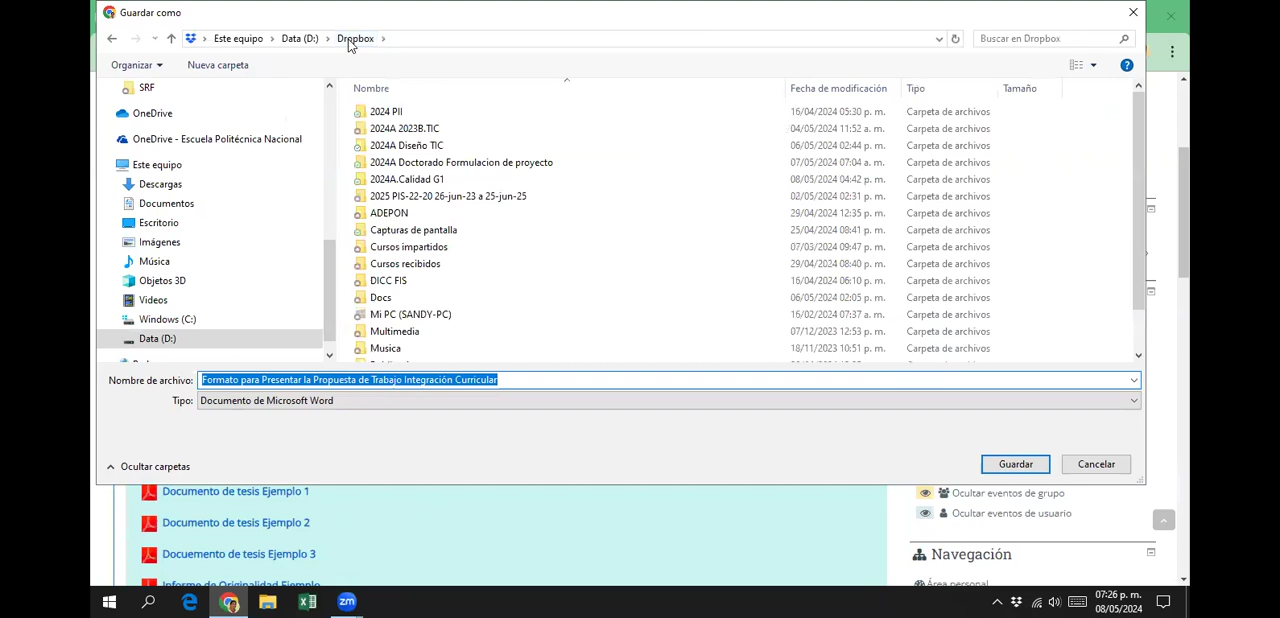 Guardar como
Este equipo > Data (D:) > Dropbox >
Buscar en Dropbox
Organizar
Nueva carpeta
SRF
OneDrive
OneDrive - Escuela Politécnica Nacional
Este equipo
Descargas
Documentos
Escritorio
Imágenes
Música
Objetos 3D
Videos
Windows (C:)
Data (D:)
Nombre Fecha de modificación Tipo Tamaño
2024 PII 16/04/2024 05:30 p. m. Carpeta de archivos
2024A 2023B.TIC 04/05/2024 11:52 a. m. Carpeta de archivos
2024A Diseño TIC 06/05/2024 02:44 p. m. Carpeta de archivos
2024A Doctorado Formulacion de proyecto 07/05/2024 07:04 a. m. Carpeta de archivos
2024A.Calidad G1 08/05/2024 04:42 p. m. Carpeta de archivos
2025 PIS-22-20 26-jun-23 a 25-jun-25 02/05/2024 02:31 p. m. Carpeta de archivos
ADEPON 29/04/2024 12:35 p. m. Carpeta de archivos
Capturas de pantalla 25/04/2024 08:41 p. m. Carpeta de archivos
Cursos impartidos 07/03/2024 09:47 p. m. Carpeta de archivos
Cursos recibidos 29/04/2024 08:40 p. m. Carpeta de archivos
DICC FIS 16/04/2024 06:10 p. m. Carpeta de archivos
Docs 06/05/2024 02:05 p. m. Carpeta de archivos
Mi PC (SANDY-PC) 16/02/2024 07:37 a. m. Carpeta de archivos
Multimedia 07/12/2023 12:53 p. m. Carpeta de archivos
Musica 18/11/2023 10:51 p. m. Carpeta de archivos
Nombre de archivo: Formato para Presentar la Propuesta de Trabajo Integración Curricular
Tipo: Documento de Microsoft Word
Ocultar carpetas
Guardar Cancelar
Documento de tesis Ejemplo 1
Documento de tesis Ejemplo 2
Docuemento de tesis Ejemplo 3
Informe de Originalidad Ejemplo
Ocultar eventos de grupo
Ocultar eventos de usuario
Navegación
Área personal
zm
07:26 p. m.
08/05/2024